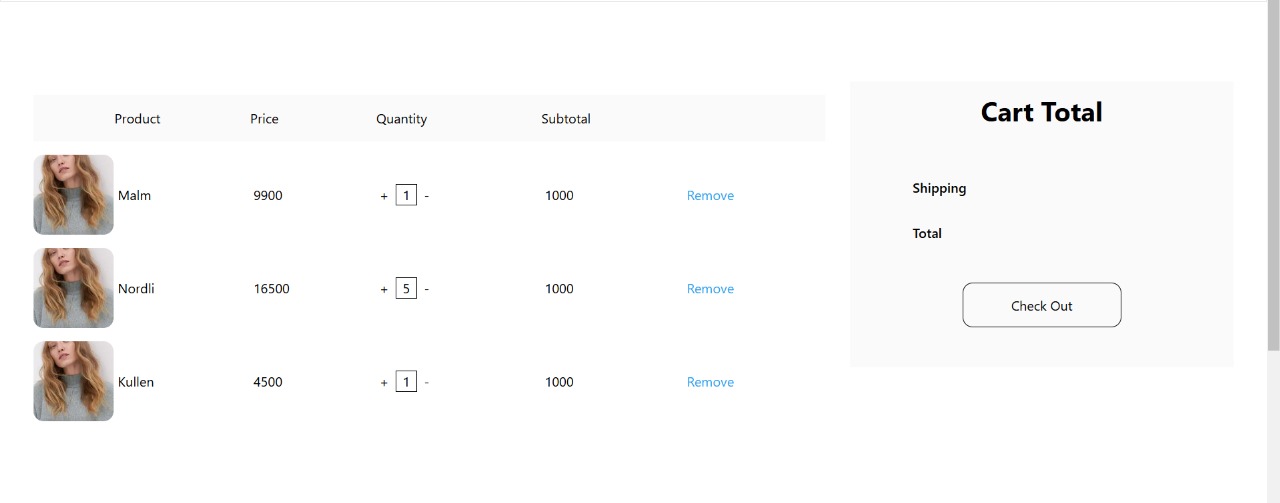 Product Price Quantity Subtotal
Malm 9900 + 1 - 1000 Remove
Nordli 16500 + 5 - 1000 Remove
Kullen 4500 + 1 - 1000 Remove
Cart Total
Shipping
Total
Check Out